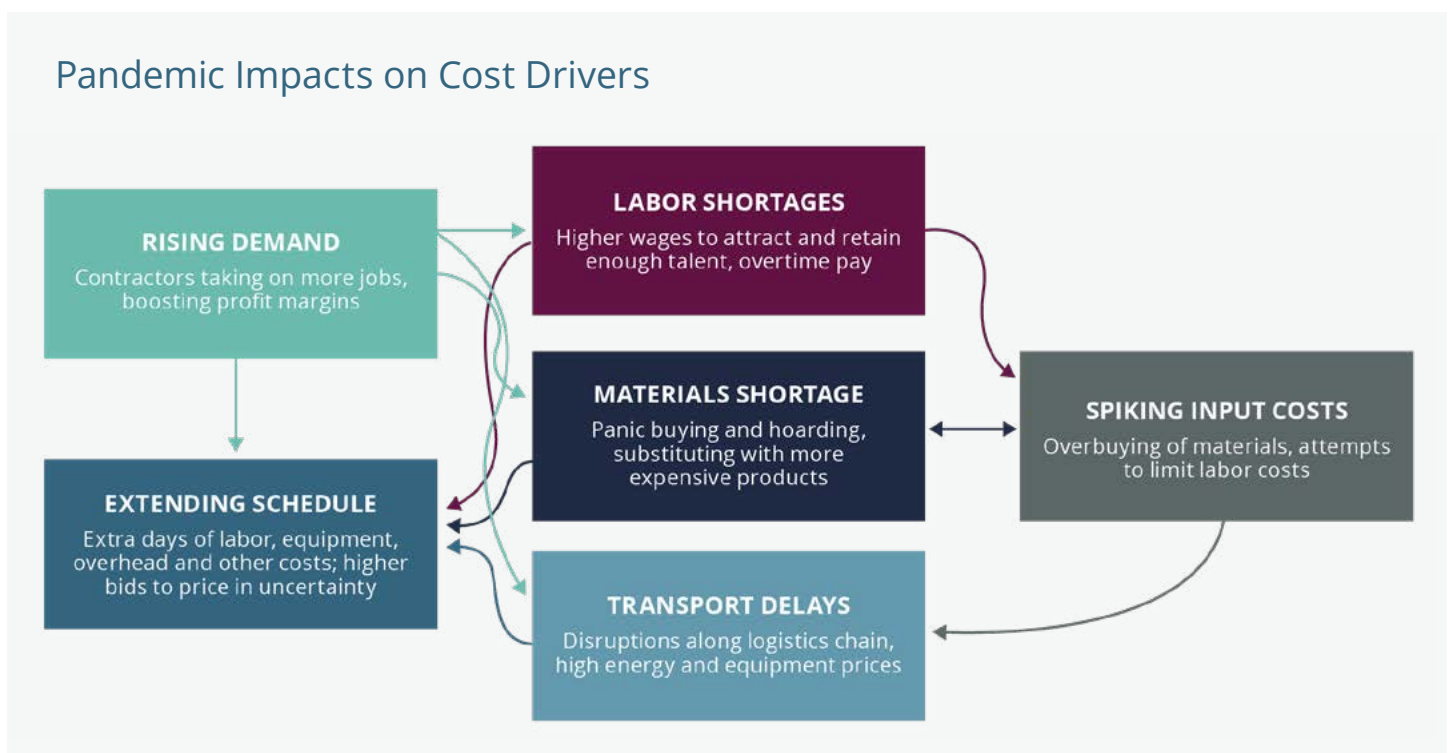 Pandemic Impacts on Cost Drivers
RISING DEMAND
Contractors taking on more jobs,
boosting profit margins
LABOR SHORTAGES
Higher wages to attract and retain
enough talent, overtime pay
MATERIALS SHORTAGE
Panic buying and hoarding,
substituting with more
expensive products
SPIKING INPUT COSTS
Overbuying of materials, attempts
to limit labor costs
EXTENDING SCHEDULE
Extra days of labor, equipment,
overhead and other costs; higher
bids to price in uncertainty
TRANSPORT DELAYS
Disruptions along logistics chain,
high energy and equipment prices